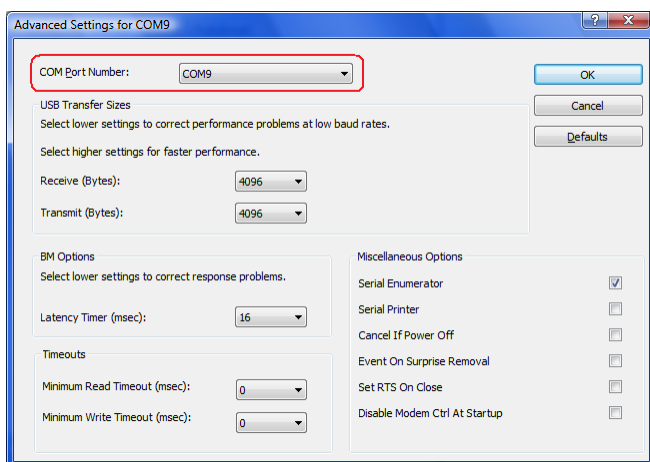 Advanced Settings for COM9
COM Port Number: COM9
OK
USB Transfer Sizes
Cancel
Select lower settings to correct performance problems at low baud rates.
Defaults
Select higher settings for faster performance.
Receive (Bytes): 4096
Transmit (Bytes): 4096
BM Options
Select lower settings to correct response problems.
Latency Timer (msec): 16
Timeouts
Minimum Read Timeout (msec): 0
Minimum Write Timeout (msec): 0
Miscellaneous Options
Serial Enumerator
Serial Printer
Cancel If Power Off
Event On Surprise Removal
Set RTS On Close
Disable Modem Ctrl At Startup